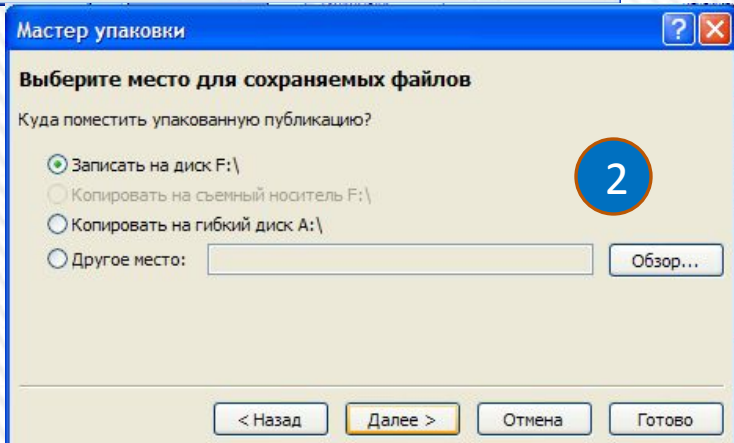 Мастер упаковки
Выберите место для сохраняемых файлов
Куда поместить упакованную публикацию?
Записать на диск F:\
Копировать на съемный носитель F:\
2
Копировать на гибкий диск A:\
Другое место:
Обзор...
< Назад
Далее >
Отмена
Готово